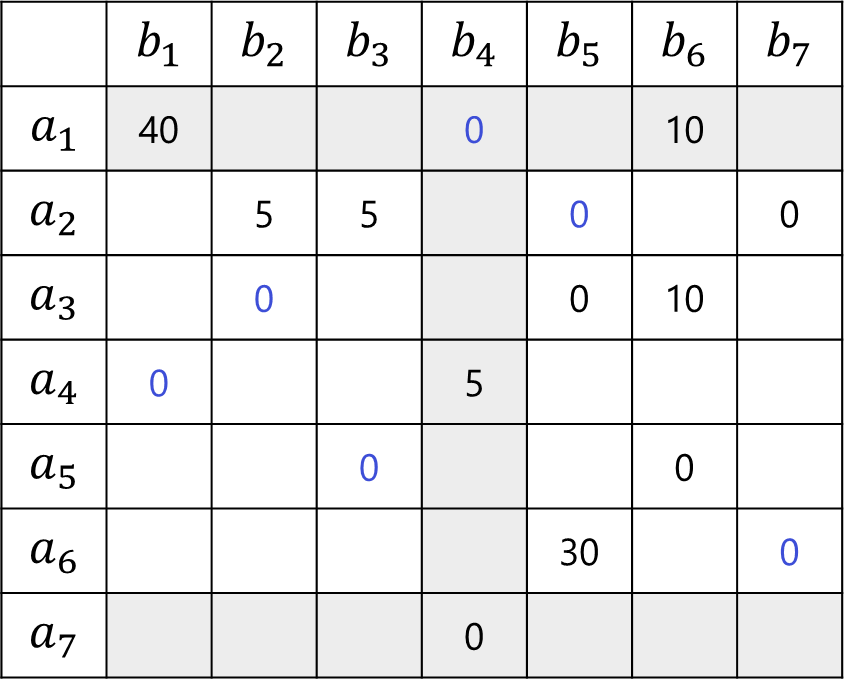 b₁ b₂ b₃ b₄ b₅ b₆ b₇
a₁ 40 0 10
a₂ 5 5 0 0
a₃ 0 0 10
a₄ 0 5
a₅ 0 0
a₆ 30 0
a₇ 0